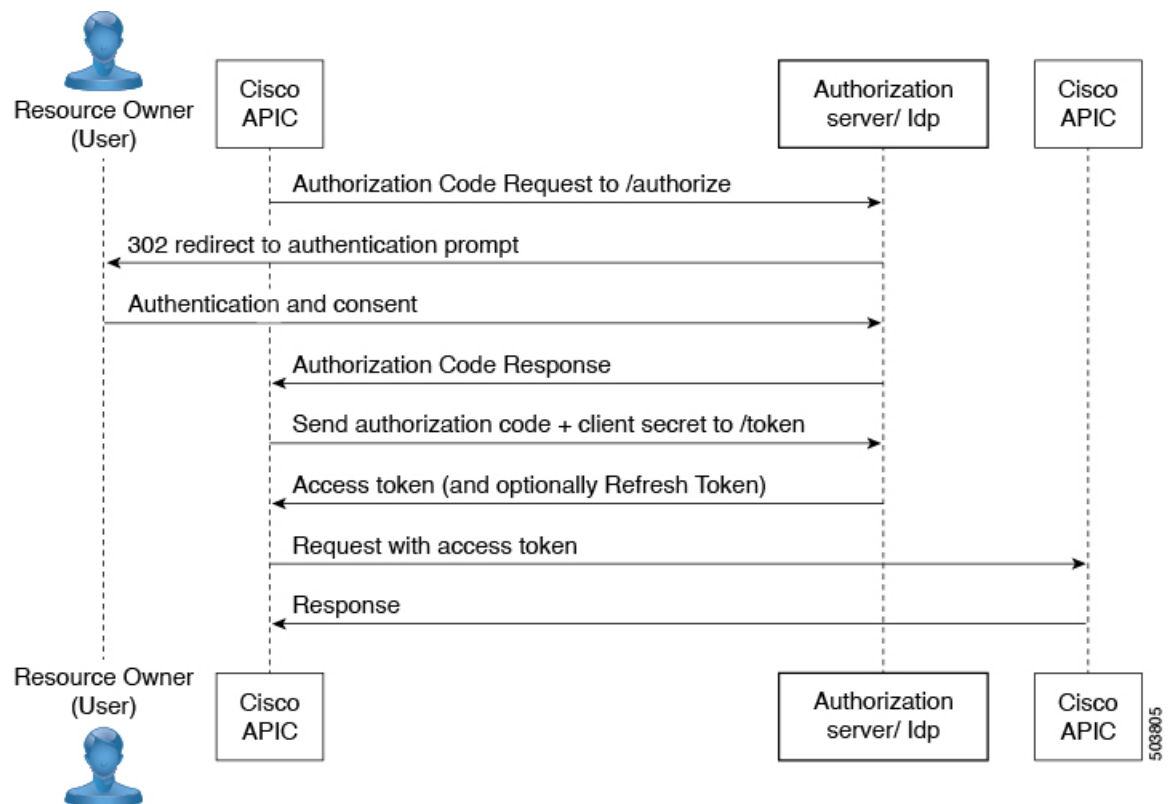 Resource Owner
(User)
Cisco
APIC
Authorization
server/ Idp
Cisco
APIC
Authorization Code Request to /authorize
302 redirect to authentication prompt
Authentication and consent
Authorization Code Response
Send authorization code + client secret to /token
Access token (and optionally Refresh Token)
Request with access token
Response
Resource Owner
(User)
Cisco
APIC
Authorization
server/ Idp
Cisco
APIC
503805